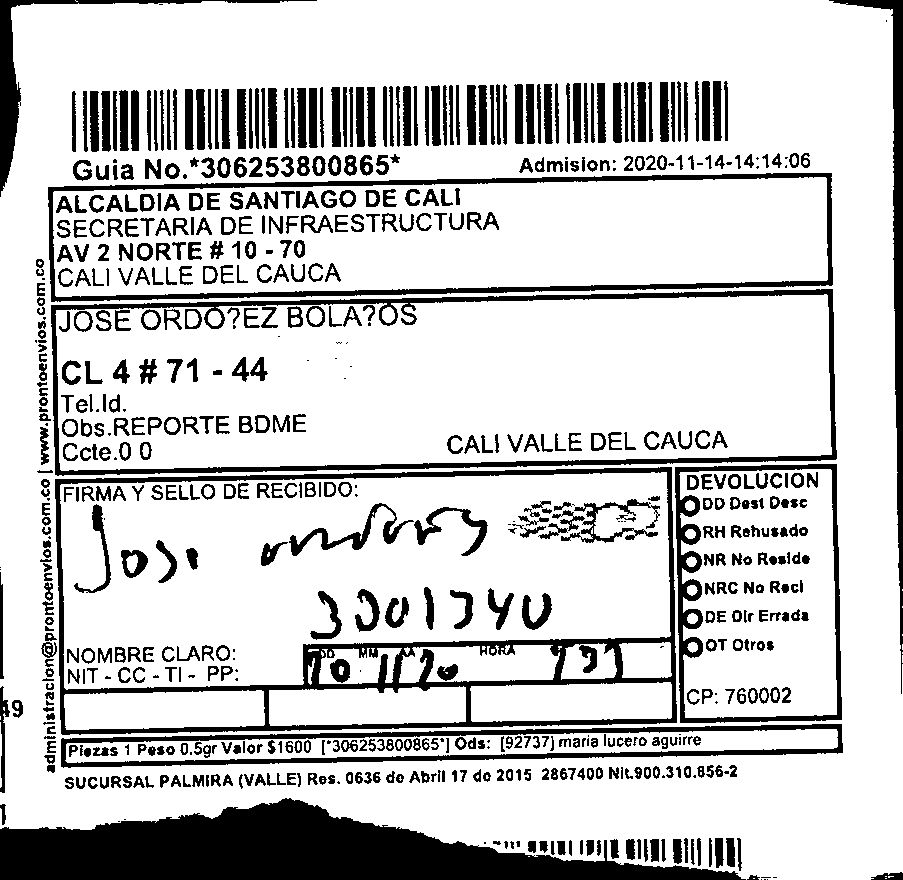 Guia No.*306253800865*
Admision: 2020-11-14-14:14:06
ALCALDIA DE SANTIAGO DE CALI
SECRETARIA DE INFRAESTRUCTURA
AV 2 NORTE # 10 - 70
CALI VALLE DEL CAUCA
JOSE ORDO?EZ BOLA?OS
CL 4 # 71 - 44
Tel.Id.
Obs.REPORTE BDME
Ccte.0 0
CALI VALLE DEL CAUCA
FIRMA Y SELLO DE RECIBIDO:
Jose
NOMBRE CLARO:
NIT - CC - TI - PP:
DD MM AA HORA
DEVOLUCION
DD Dest Desc
RH Rehusado
NR No Reside
NRC No Recl
DE Dir Errada
OT Otros
CP: 760002
Piezas 1 Peso 0.5gr Valor $1600 [*306253800865*] Ods: [92737] maria lucero aguirre
SUCURSAL PALMIRA (VALLE) Res. 0636 de Abril 17 de 2015 2867400 Nit.900.310.856-2
administracion@prontoenvios.com.co | www.prontoenvios.com.co
49